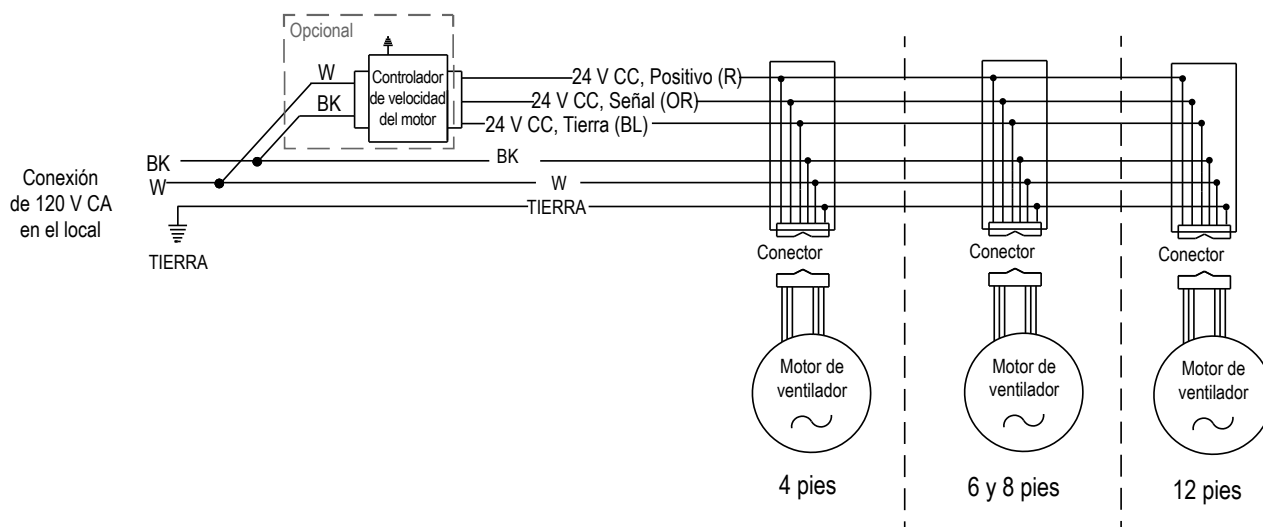 Opcional
W
BK
Controlador
de velocidad
del motor
24 V CC, Positivo (R)
24 V CC, Señal (OR)
24 V CC, Tierra (BL)
Conexión
de 120 V CA
en el local
BK
W
TIERRA
BK
W
TIERRA
Conector
Conector
Conector
Motor de
ventilador
Motor de
ventilador
Motor de
ventilador
4 pies
6 y 8 pies
12 pies